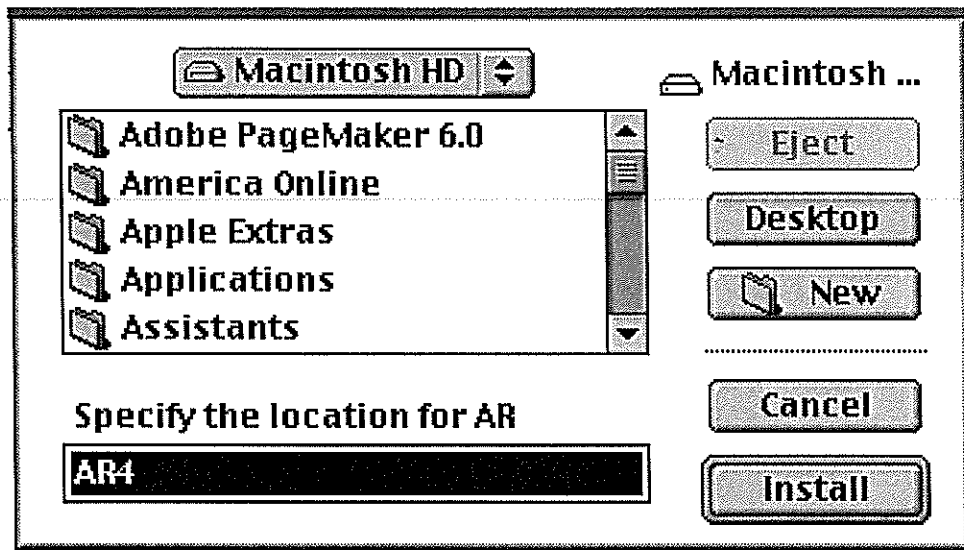 Macintosh HD
Macintosh ...
Adobe PageMaker 6.0
America Online
Apple Extras
Applications
Assistants
Eject
Desktop
New
Specify the location for AR
AR4
Cancel
Install